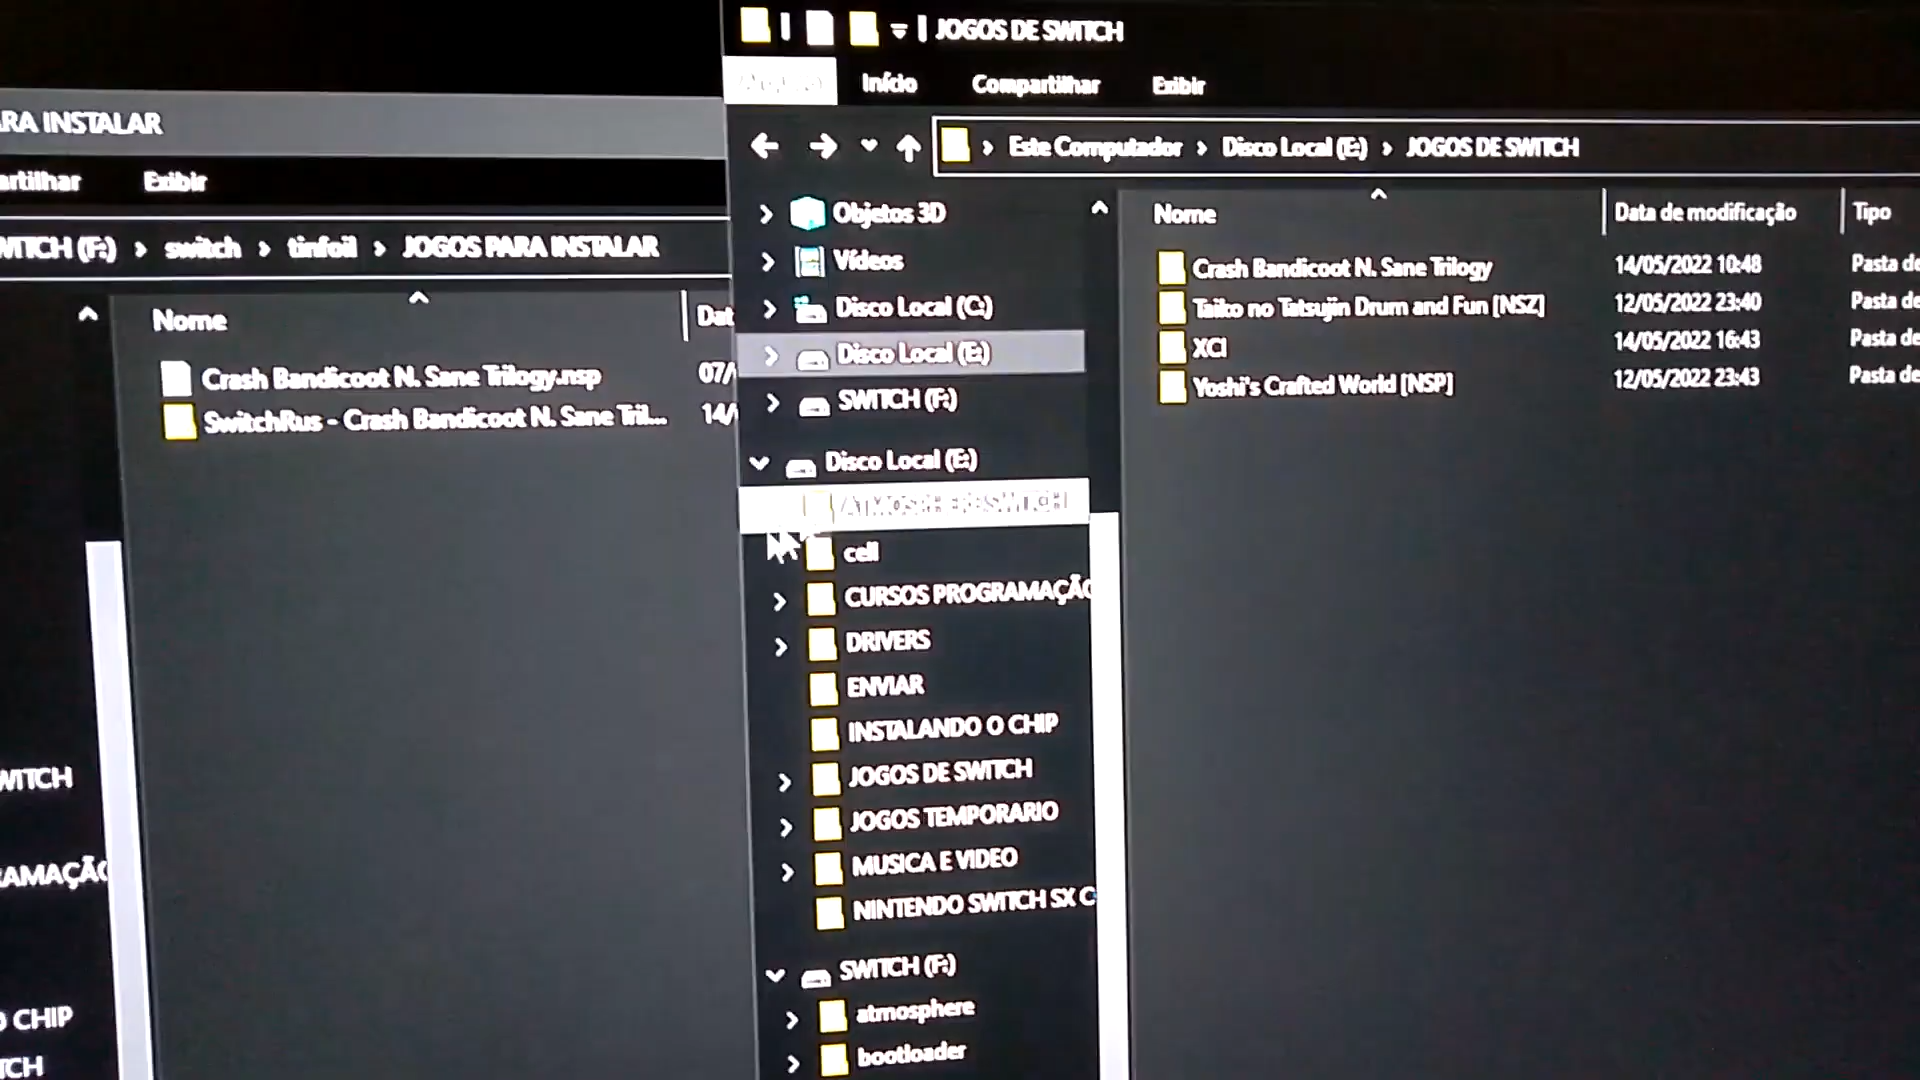 RA INSTALAR
artilhar Exibir
WITCH (F:) › switch › tinfoil › JOGOS PARA INSTALAR
Nome
Crash Bandicoot N. Sane Trilogy.nsp 07/
SwitchRus - Crash Bandicoot N. Sane Tril... 14/
WITCH
RAMAÇÃO
CHIP
TCH
JOGOS DE SWITCH
Início Compartilhar Exibir
Este Computador › Disco Local (E:) › JOGOS DE SWITCH
Objetos 3D
Vídeos
Disco Local (C:)
Disco Local (E:)
SWITCH (F:)
Disco Local (E:)
ATMOSHERE SWITCH
cell
CURSOS PROGRAMAÇÃO
DRIVERS
ENVIAR
INSTALANDO O CHIP
JOGOS DE SWITCH
JOGOS TEMPORARIO
MUSICA E VIDEO
NINTENDO SWITCH SX C
SWITCH (F:)
atmosphere
bootloader
Nome Data de modificação Tipo
Crash Bandicoot N. Sane Trilogy 14/05/2022 10:48 Pasta de
Taiko no Tatsujin Drum and Fun [NSZ] 12/05/2022 23:40 Pasta de
XCI 14/05/2022 16:43 Pasta de
Yoshi's Crafted World [NSP] 12/05/2022 23:43 Pasta de